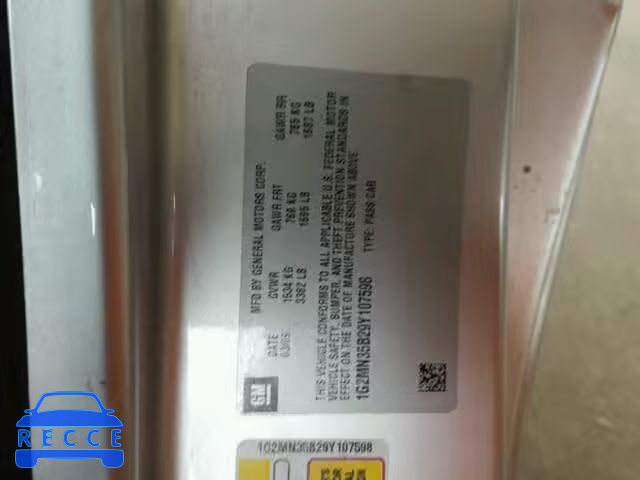 MFD BY GENERAL MOTORS CORP.
DATE GVWR GAWR FRT GAWR RR
03/09 1534 KG 769 KG 765 KG
3382 LB 1695 LB 1687 LB
THIS VEHICLE CONFORMS TO ALL APPLICABLE U.S. FEDERAL MOTOR
VEHICLE SAFETY, BUMPER, AND THEFT PREVENTION STANDARDS IN
EFFECT ON THE DATE OF MANUFACTURE SHOWN ABOVE
1G2MN35B29Y107598 TYPE: PASS CAR
GM
1G2MN35B29Y107598
RECCE